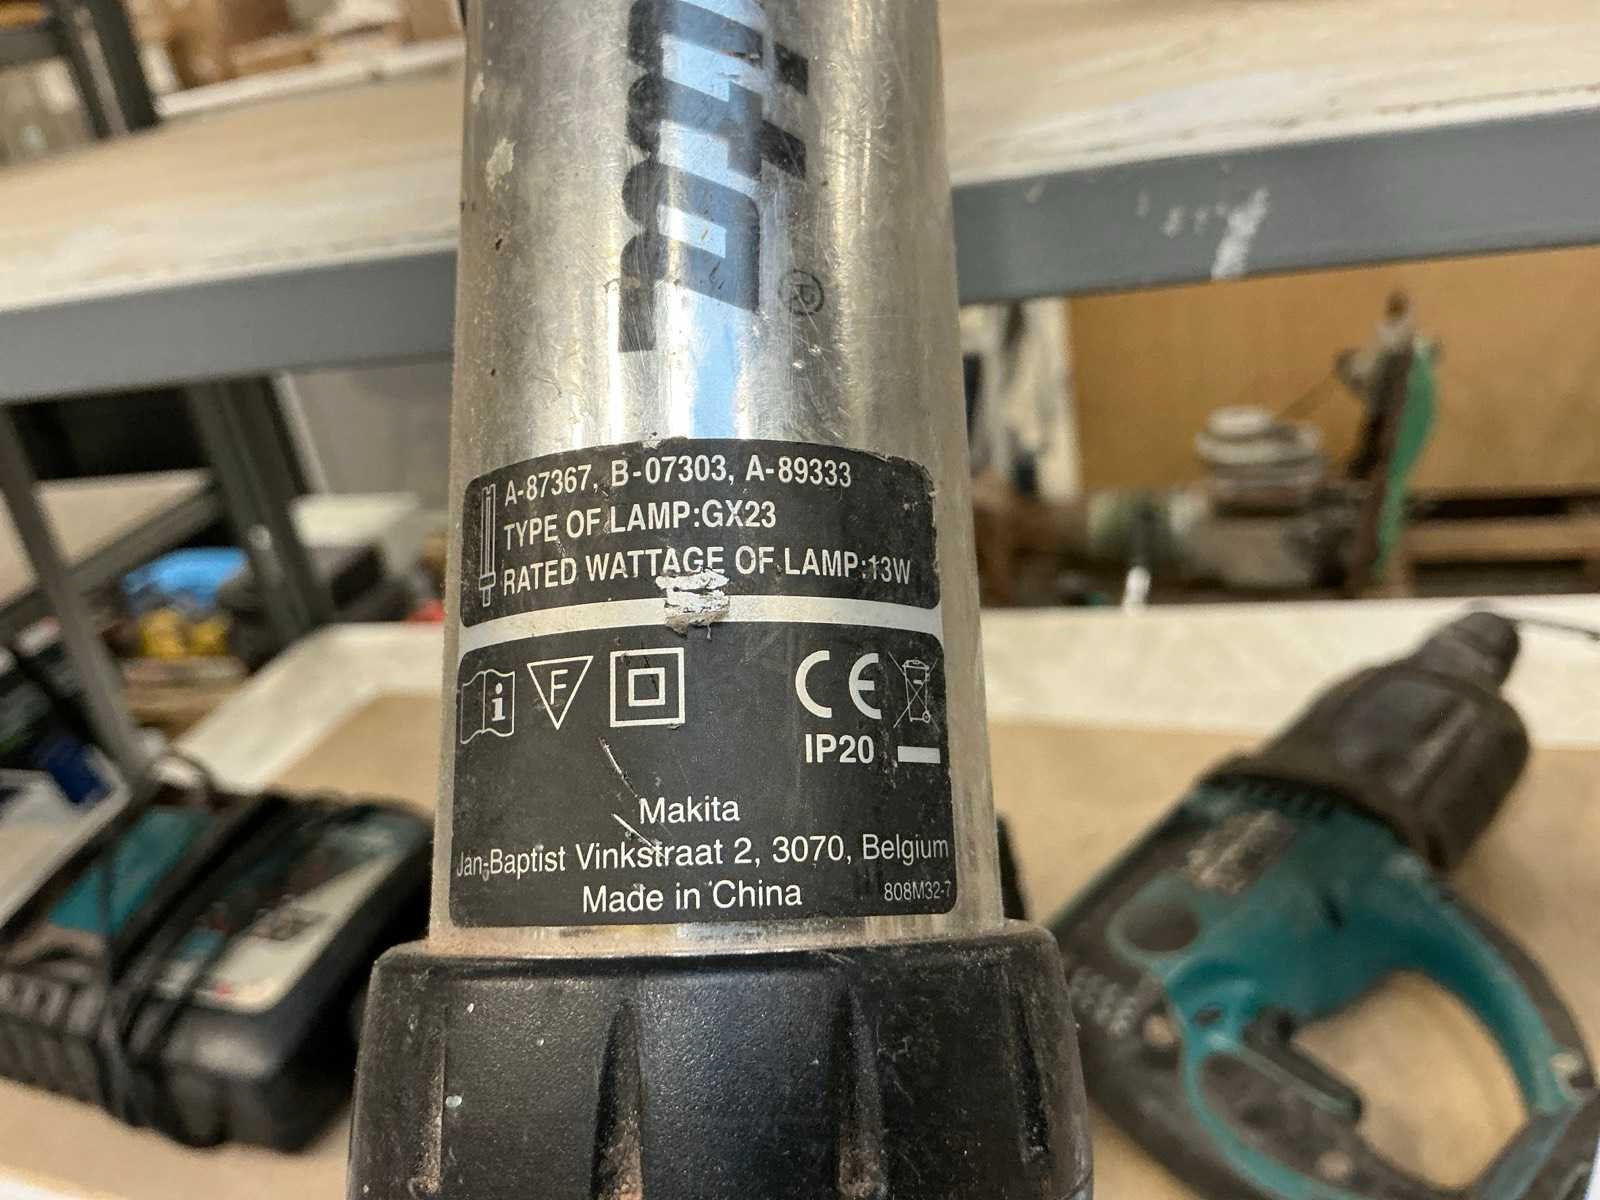 ®
A-87367, B-07303, A-89333
TYPE OF LAMP:GX23
RATED WATTAGE OF LAMP:13W
i F CE
IP20
Makita
Jan-Baptist Vinkstraat 2, 3070, Belgium
Made in China 808M32-7